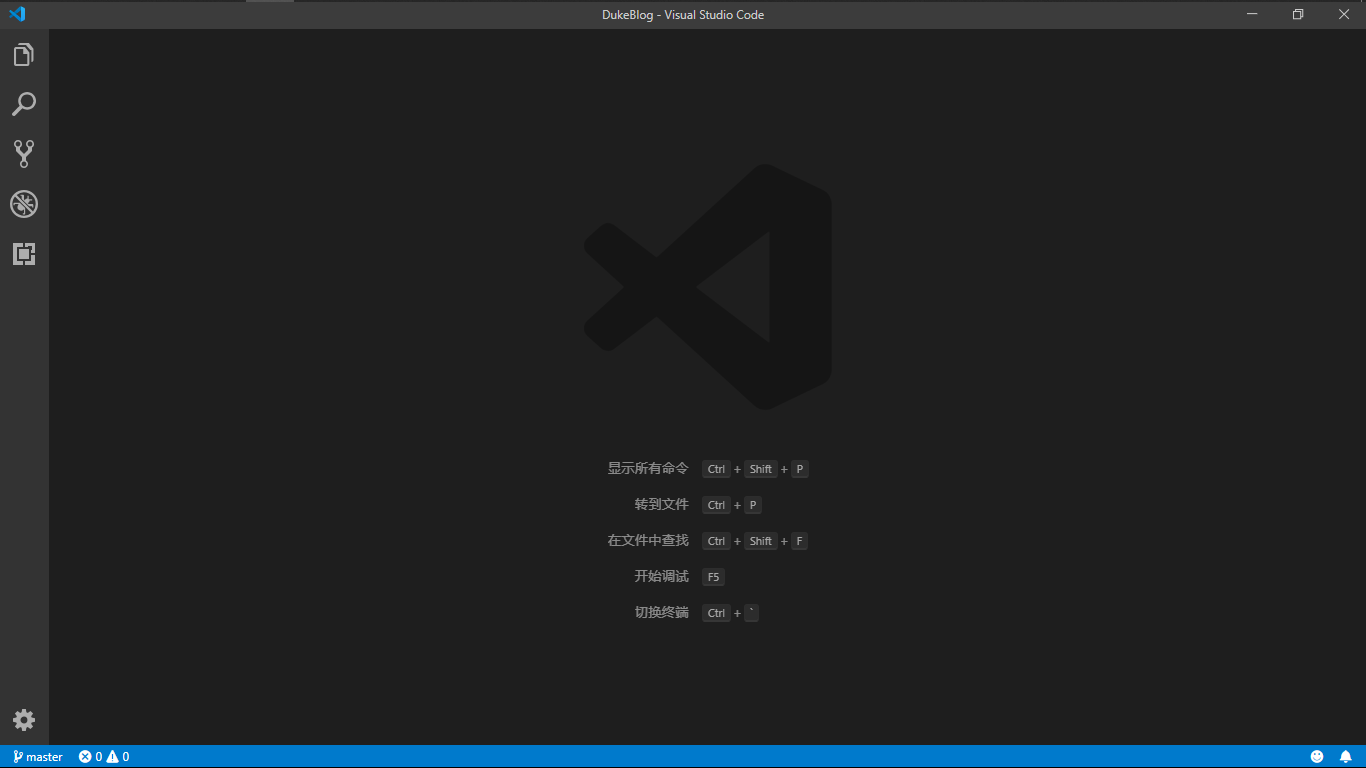 DukeBlog - Visual Studio Code
显示所有命令 Ctrl + Shift + P
转到文件 Ctrl + P
在文件中查找 Ctrl + Shift + F
开始调试 F5
切换终端 Ctrl + `
master 0 0